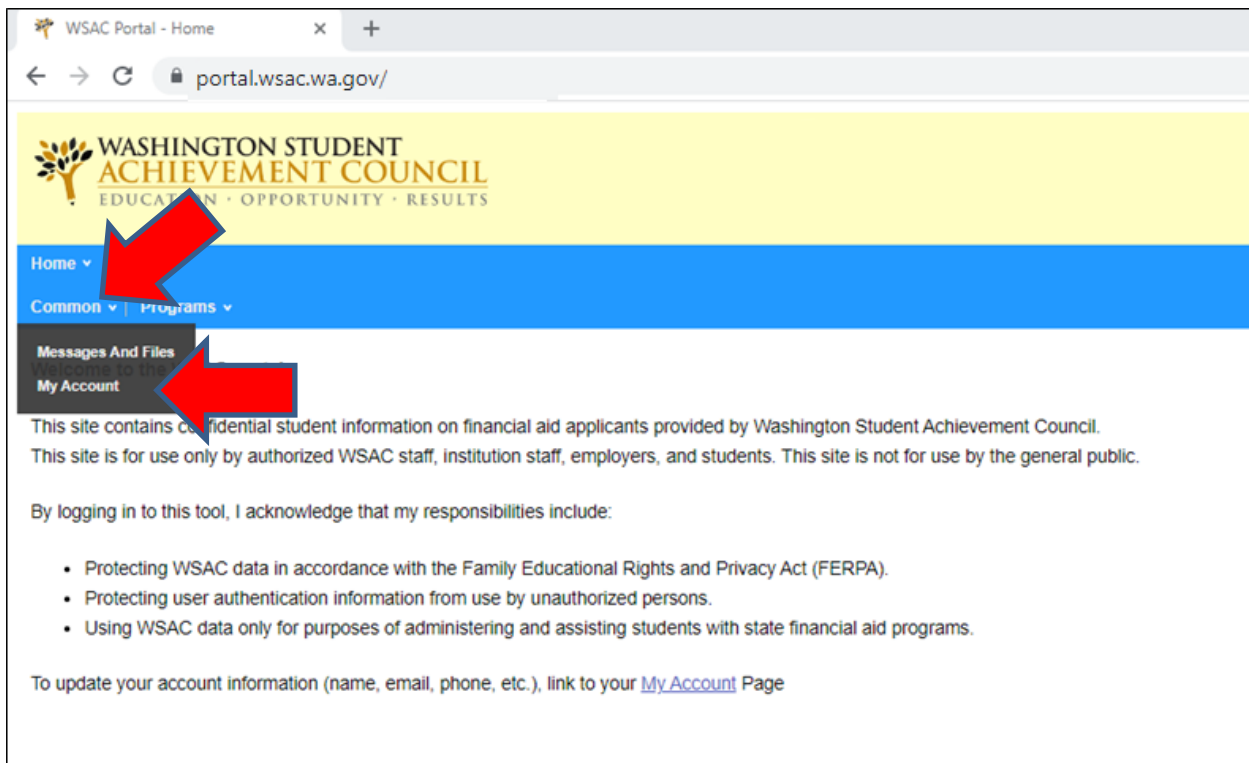 WSAC Portal - Home
portal.wsac.wa.gov/
WASHINGTON STUDENT
ACHIEVEMENT COUNCIL
· OPPORTUNITY · RESULTS
Home
Common | Programs
Messages And Files
Welcome to the
My Account
This site contains confidential student information on financial aid applicants provided by Washington Student Achievement Council.
This site is for use only by authorized WSAC staff, institution staff, employers, and students. This site is not for use by the general public.
By logging in to this tool, I acknowledge that my responsibilities include:
• Protecting WSAC data in accordance with the Family Educational Rights and Privacy Act (FERPA).
• Protecting user authentication information from use by unauthorized persons.
• Using WSAC data only for purposes of administering and assisting students with state financial aid programs.
To update your account information (name, email, phone, etc.), link to your My Account Page